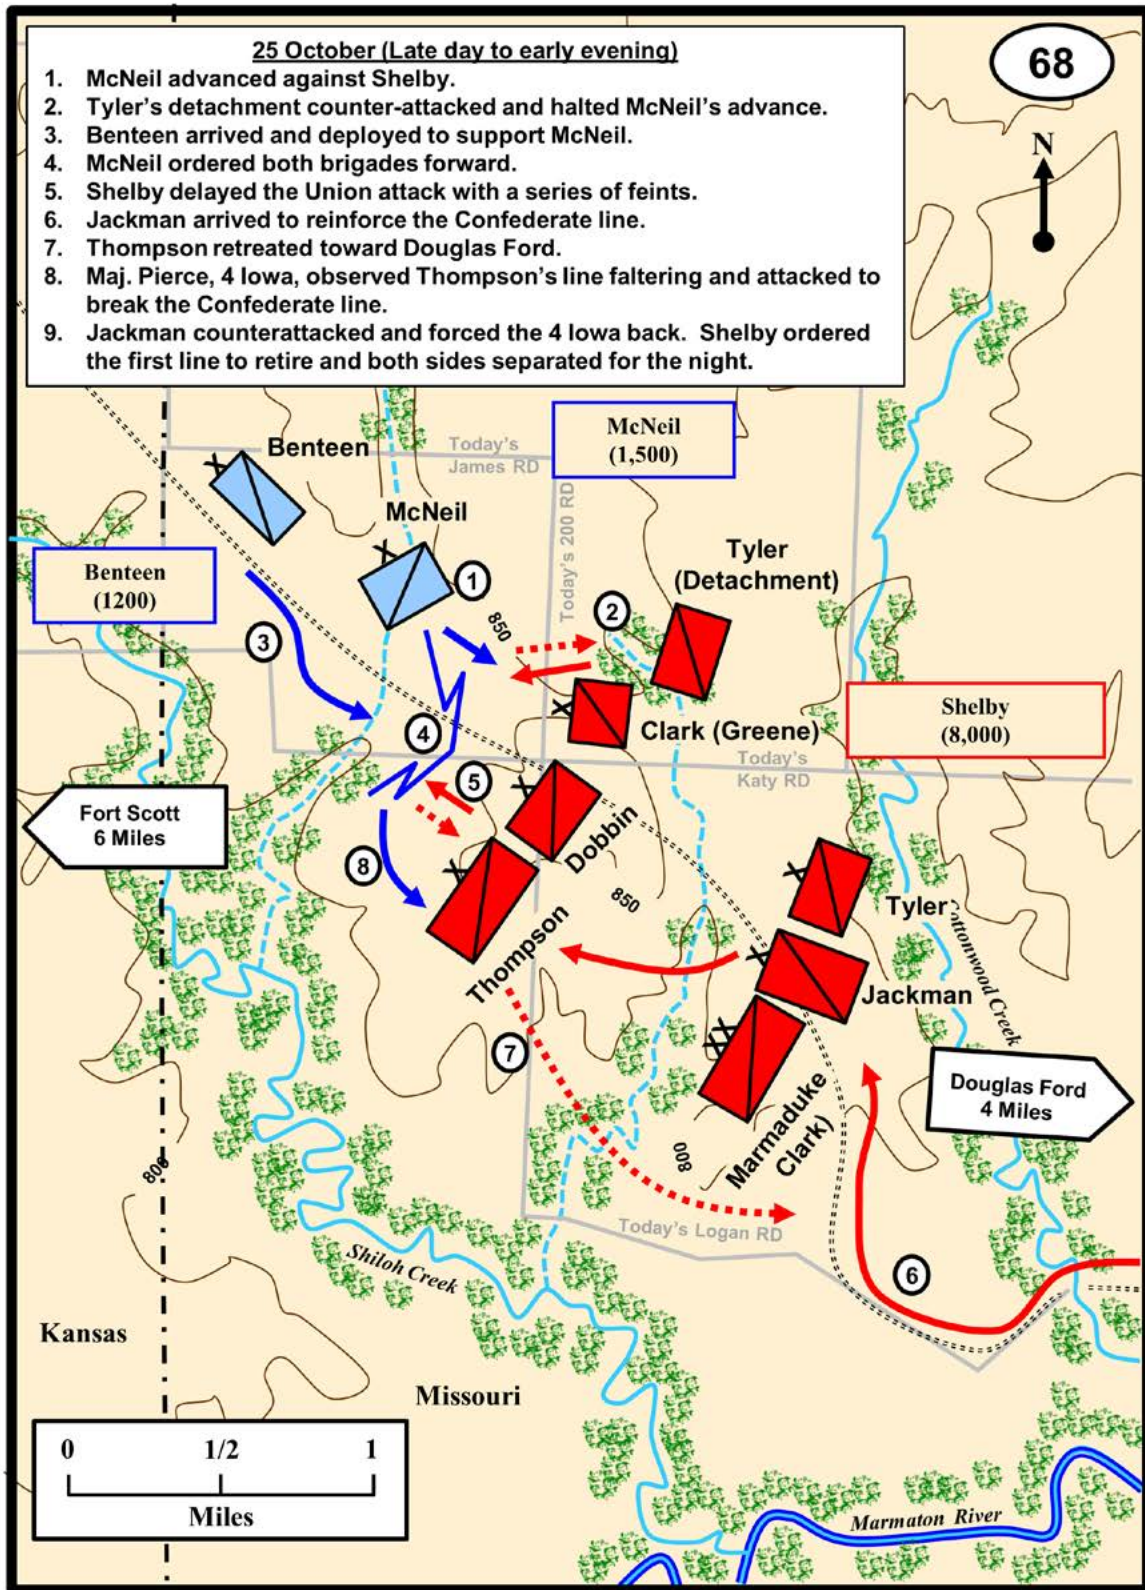 68
25 October (Late day to early evening)
1. McNeil advanced against Shelby.
2. Tyler's detachment counter-attacked and halted McNeil's advance.
3. Benteen arrived and deployed to support McNeil.
4. McNeil ordered both brigades forward.
5. Shelby delayed the Union attack with a series of feints.
6. Jackman arrived to reinforce the Confederate line.
7. Thompson retreated toward Douglas Ford.
8. Maj. Pierce, 4 Iowa, observed Thompson's line faltering and attacked to
break the Confederate line.
9. Jackman counterattacked and forced the 4 Iowa back. Shelby ordered
the first line to retire and both sides separated for the night.
N
Benteen
X
Today's
James RD
McNeil
(1,500)
McNeil
X
1
Today's 200 RD
Tyler
(Detachment)
Benteen
(1200)
850
2
3
X
Clark (Greene)
Shelby
(8,000)
4
Today's
Katy RD
5
X
Dobbin
Fort Scott
6 Miles
8
X
850
X
Tyler
Cottonwood Creek
Thompson
X
Jackman
7
XX
Marmaduke
Clark)
Douglas Ford
4 Miles
800
800
Today's Logan RD
Shiloh Creek
6
Kansas
Missouri
0 1/2 1
Miles
Marmaton River